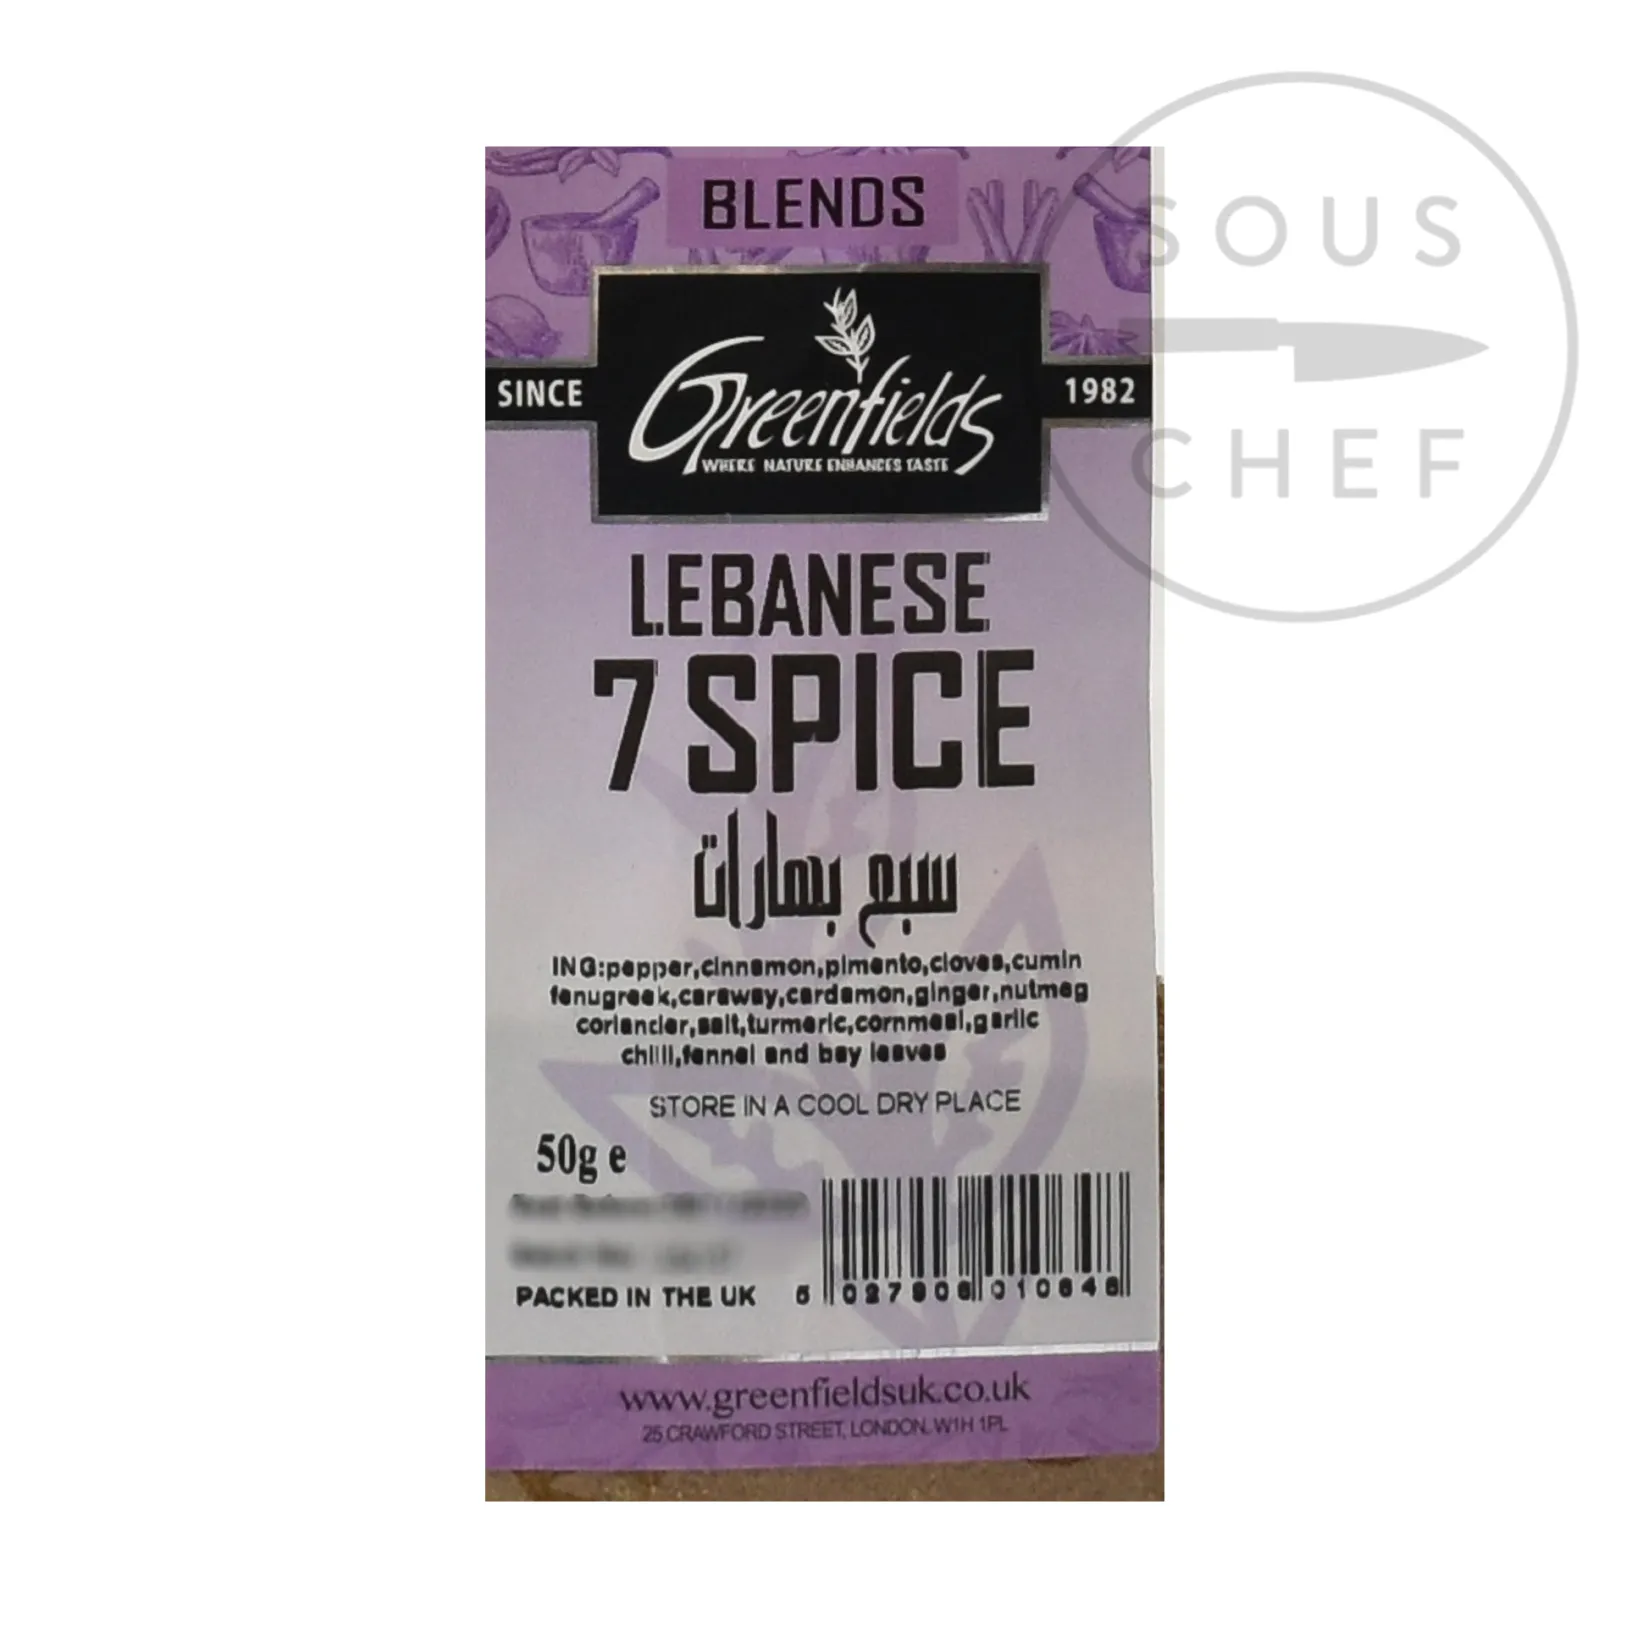 BLENDS
SINCE
Greenfields
1982
WHERE NATURE ENHANCES TASTE
SOUS
CHEF
LEBANESE
7 SPICE
سبع بهارات
ING:pepper,cinnamon,pimento,cloves,cumin
fenugreek,caraway,cardamon,ginger,nutmeg
coriander,salt,turmeric,cornmeal,garlic
chilli,fennel and bay leaves
STORE IN A COOL DRY PLACE
50g e
PACKED IN THE UK
5 027906 010646
www.greenfieldsuk.co.uk
25 CRAWFORD STREET, LONDON. W1H 1PL